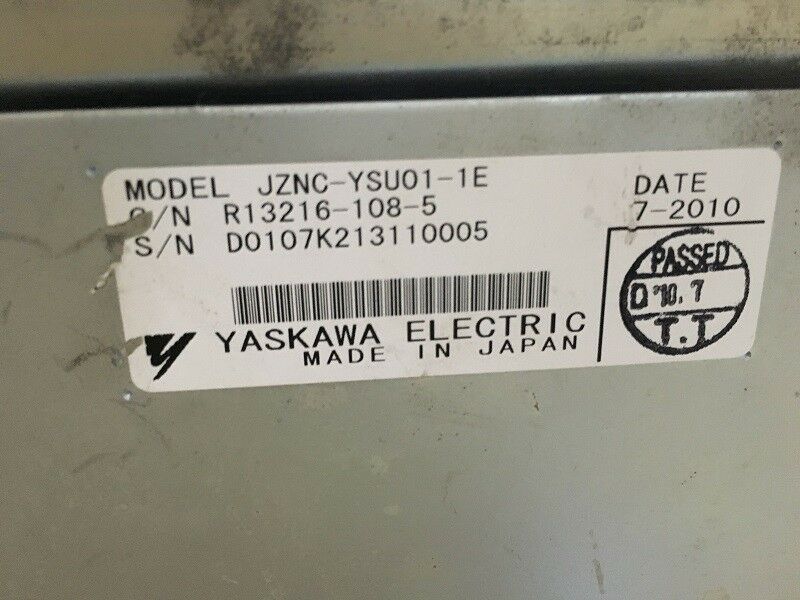 MODEL JZNC-YSU01-1E
/N R13216-108-5
S/N D0107K213110005
DATE
7-2010
PASSED
D '10.7
T.T
YASKAWA ELECTRIC
MADE IN JAPAN